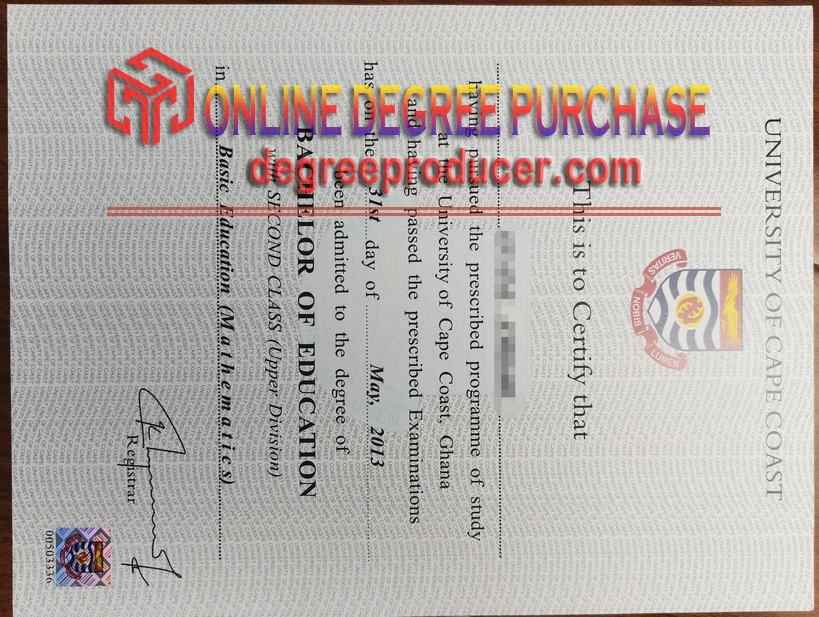 ONLINE DEGREE PURCHASE
degreeproducer.com
UNIVERSITY OF CAPE COAST
VERITAS
NOBIS
LUMEN
This is to Certify that
having pursued the prescribed programme of study
at the University of Cape Coast, Ghana
and having passed the prescribed Examinations
has on the 31st day of May, 2013
been admitted to the degree of
BACHELOR OF EDUCATION
with SECOND CLASS (Upper Division)
in Basic Education (Mathematics)
Registrar
00503336